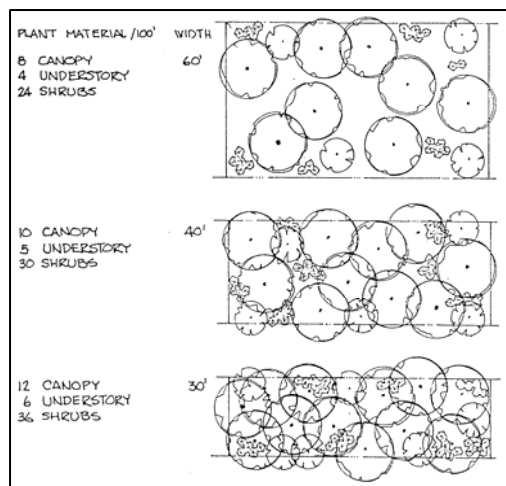 PLANT MATERIAL /100' WIDTH
8 CANOPY 60'
4 UNDERSTORY
24 SHRUBS
10 CANOPY 40'
5 UNDERSTORY
30 SHRUBS
12 CANOPY 30'
6 UNDERSTORY
36 SHRUBS